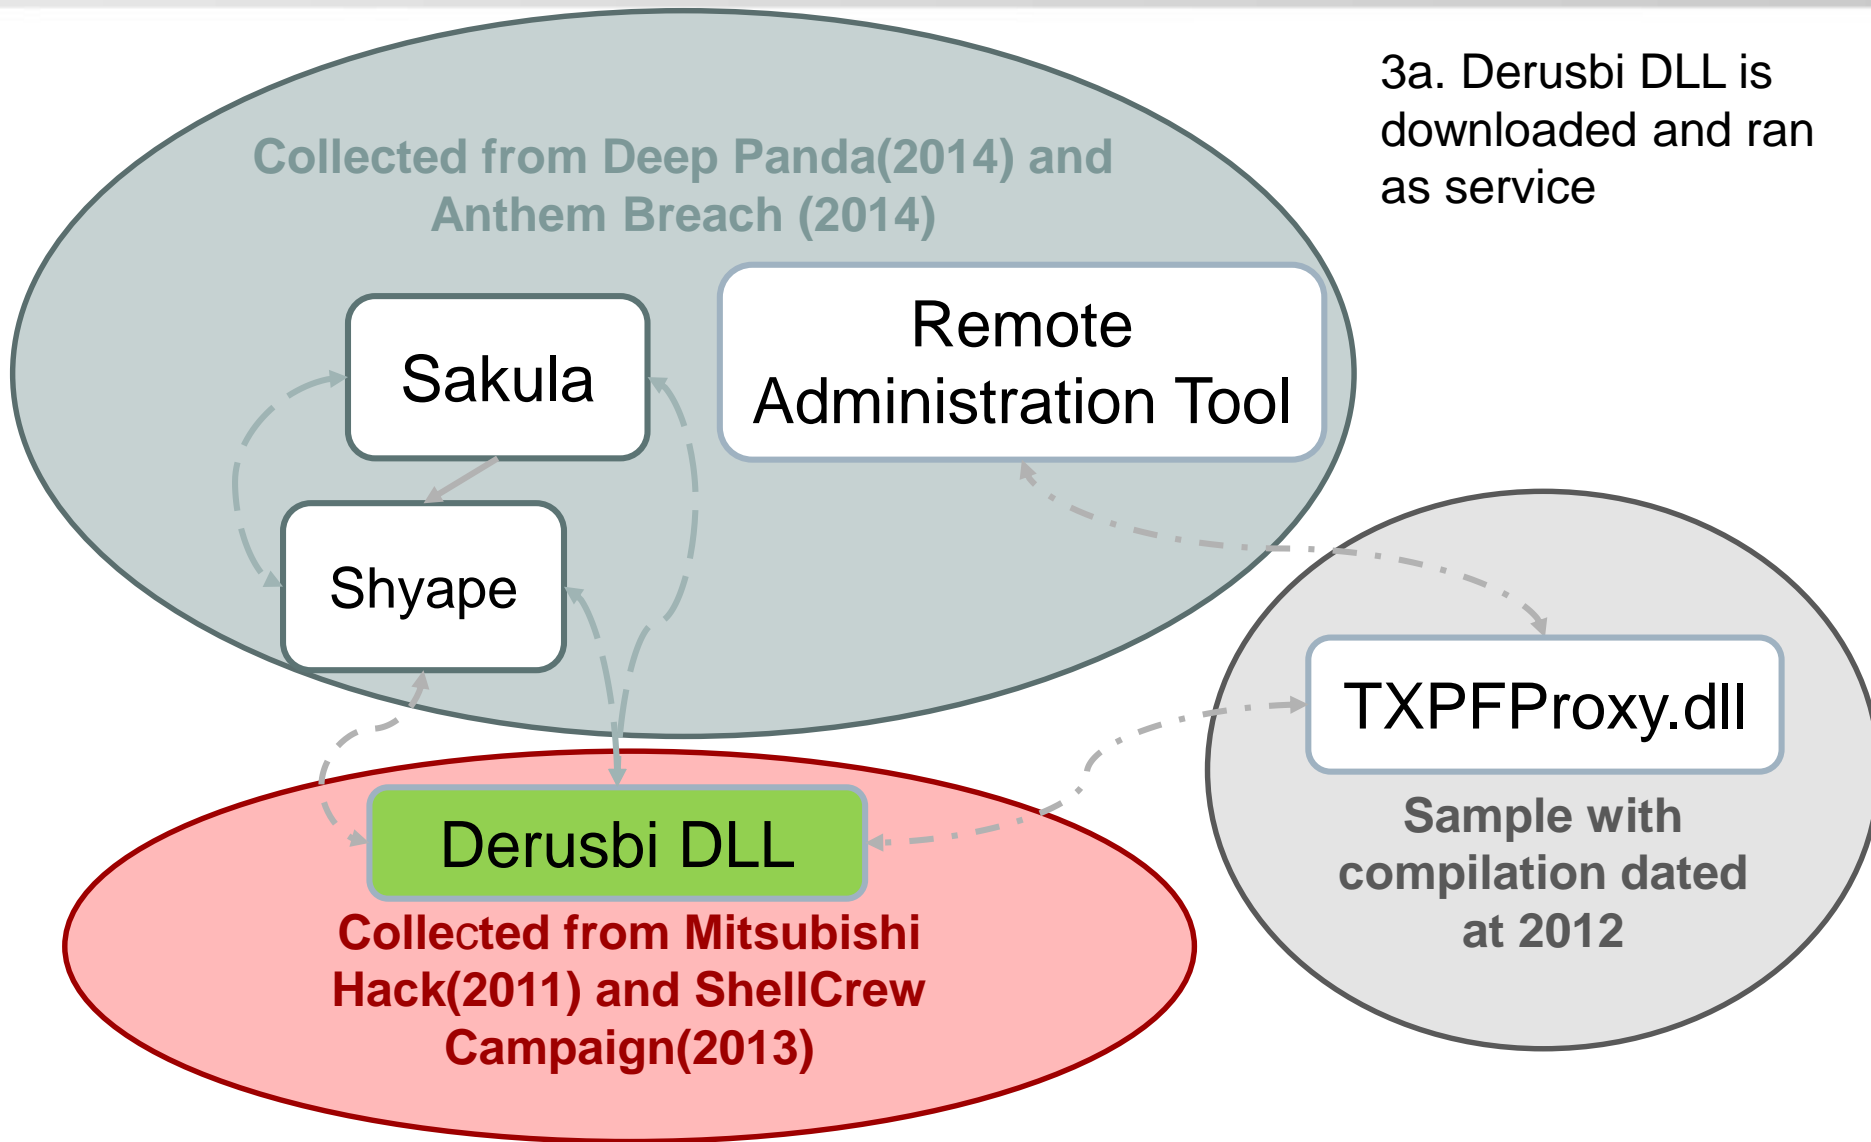 3a. Derusbi DLL is
downloaded and ran
as service
Collected from Deep Panda(2014) and
Anthem Breach (2014)
Sakula
Remote
Administration Tool
Shyape
TXPFProxy.dll
Sample with
compilation dated
at 2012
Derusbi DLL
Collected from Mitsubishi
Hack(2011) and ShellCrew
Campaign(2013)